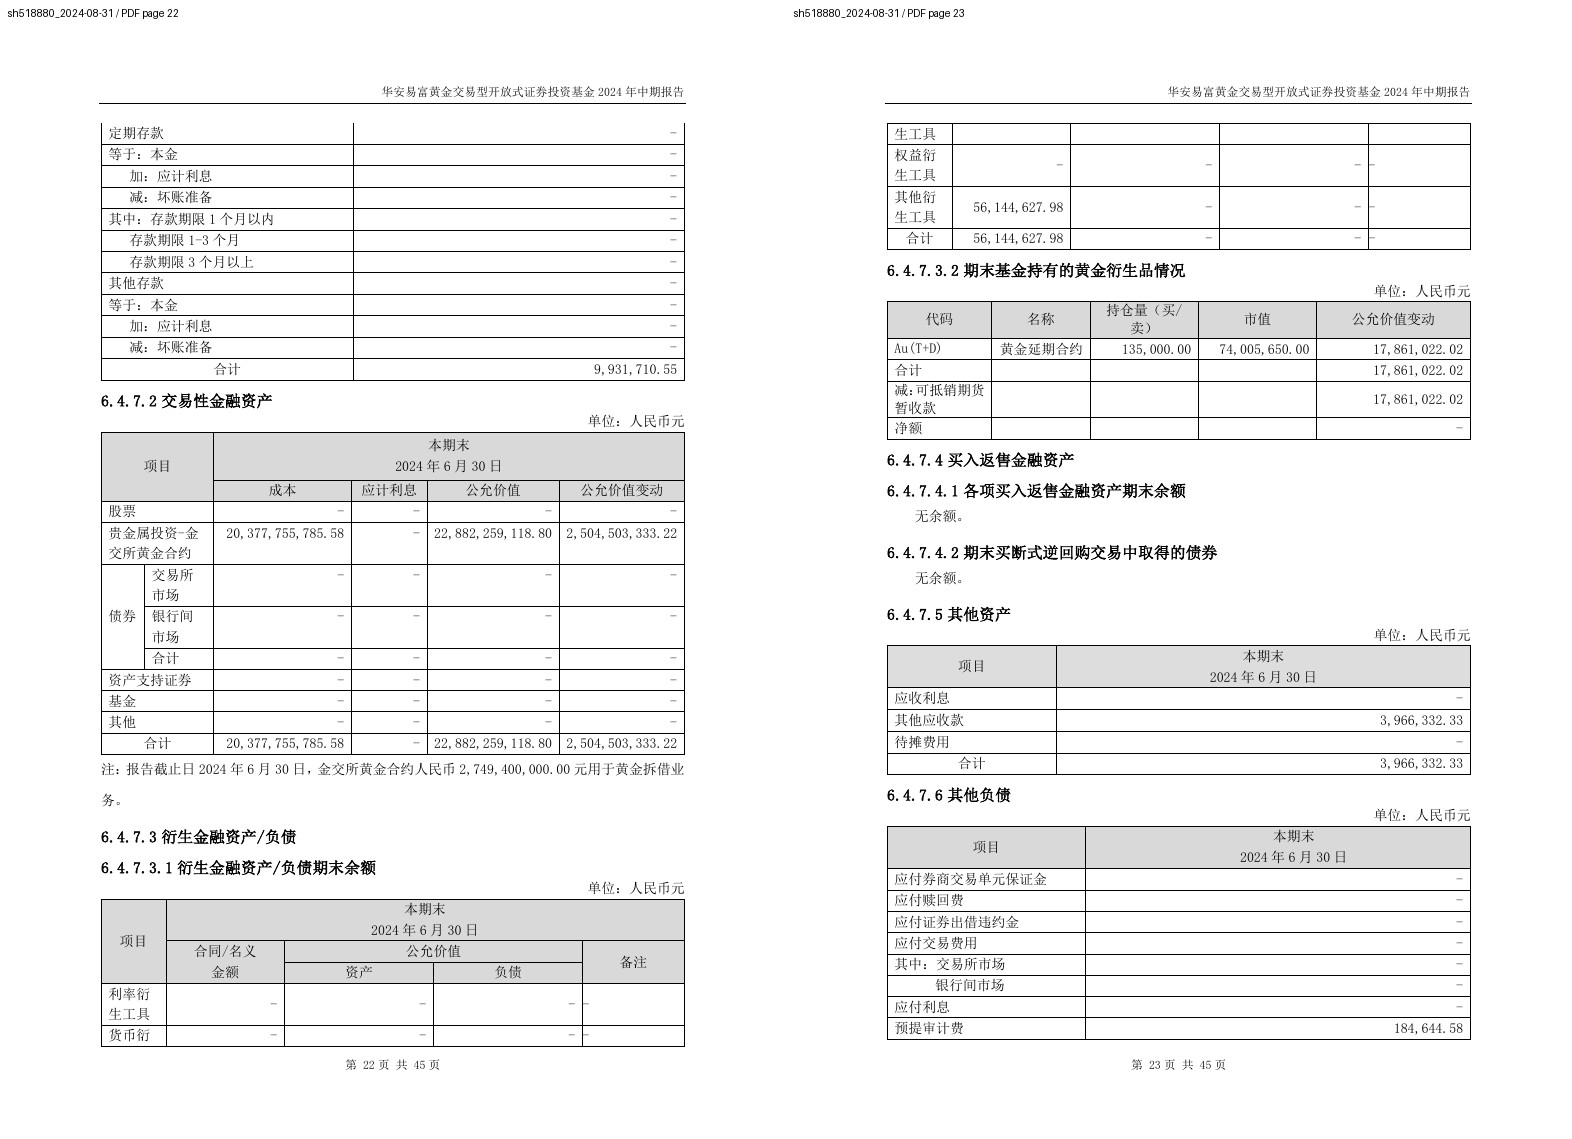 sh518880_2024-08-31 / PDF page 22
华安易富黄金交易型开放式证券投资基金 2024 年中期报告
定期存款 –
等于：本金 –
加：应计利息 –
减：坏账准备 –
其中：存款期限 1 个月以内 –
存款期限 1-3 个月 –
存款期限 3 个月以上 –
其他存款 –
等于：本金 –
加：应计利息 –
减：坏账准备 –
合计 9,931,710.55
6.4.7.2 交易性金融资产
单位：人民币元
项目 本期末
2024 年 6 月 30 日
成本 应计利息 公允价值 公允价值变动
股票 – – – –
贵金属投资-金交所黄金合约 20,377,755,785.58 – 22,882,259,118.80 2,504,503,333.22
债券 交易所市场 – – – –
银行间市场 – – – –
合计 – – – –
资产支持证券 – – – –
基金 – – – –
其他 – – – –
合计 20,377,755,785.58 – 22,882,259,118.80 2,504,503,333.22
注：报告截止日 2024 年 6 月 30 日，金交所黄金合约人民币 2,749,400,000.00 元用于黄金拆借业
务。
6.4.7.3 衍生金融资产/负债
6.4.7.3.1 衍生金融资产/负债期末余额
单位：人民币元
项目 本期末
2024 年 6 月 30 日
合同/名义金额 公允价值 备注
资产 负债
利率衍生工具 – – – –
货币衍 – – – –
第 22 页 共 45 页
sh518880_2024-08-31 / PDF page 23
华安易富黄金交易型开放式证券投资基金 2024 年中期报告
生工具
权益衍生工具 – – – –
其他衍生工具 56,144,627.98 – – –
合计 56,144,627.98 – – –
6.4.7.3.2 期末基金持有的黄金衍生品情况
单位：人民币元
代码 名称 持仓量（买/卖） 市值 公允价值变动
Au(T+D) 黄金延期合约 135,000.00 74,005,650.00 17,861,022.02
合计 17,861,022.02
减:可抵销期货暂收款 17,861,022.02
净额 –
6.4.7.4 买入返售金融资产
6.4.7.4.1 各项买入返售金融资产期末余额
无余额。
6.4.7.4.2 期末买断式逆回购交易中取得的债券
无余额。
6.4.7.5 其他资产
单位：人民币元
项目 本期末
2024 年 6 月 30 日
应收利息 –
其他应收款 3,966,332.33
待摊费用 –
合计 3,966,332.33
6.4.7.6 其他负债
单位：人民币元
项目 本期末
2024 年 6 月 30 日
应付券商交易单元保证金 –
应付赎回费 –
应付证券出借违约金 –
应付交易费用 –
其中：交易所市场 –
银行间市场 –
应付利息 –
预提审计费 184,644.58
第 23 页 共 45 页